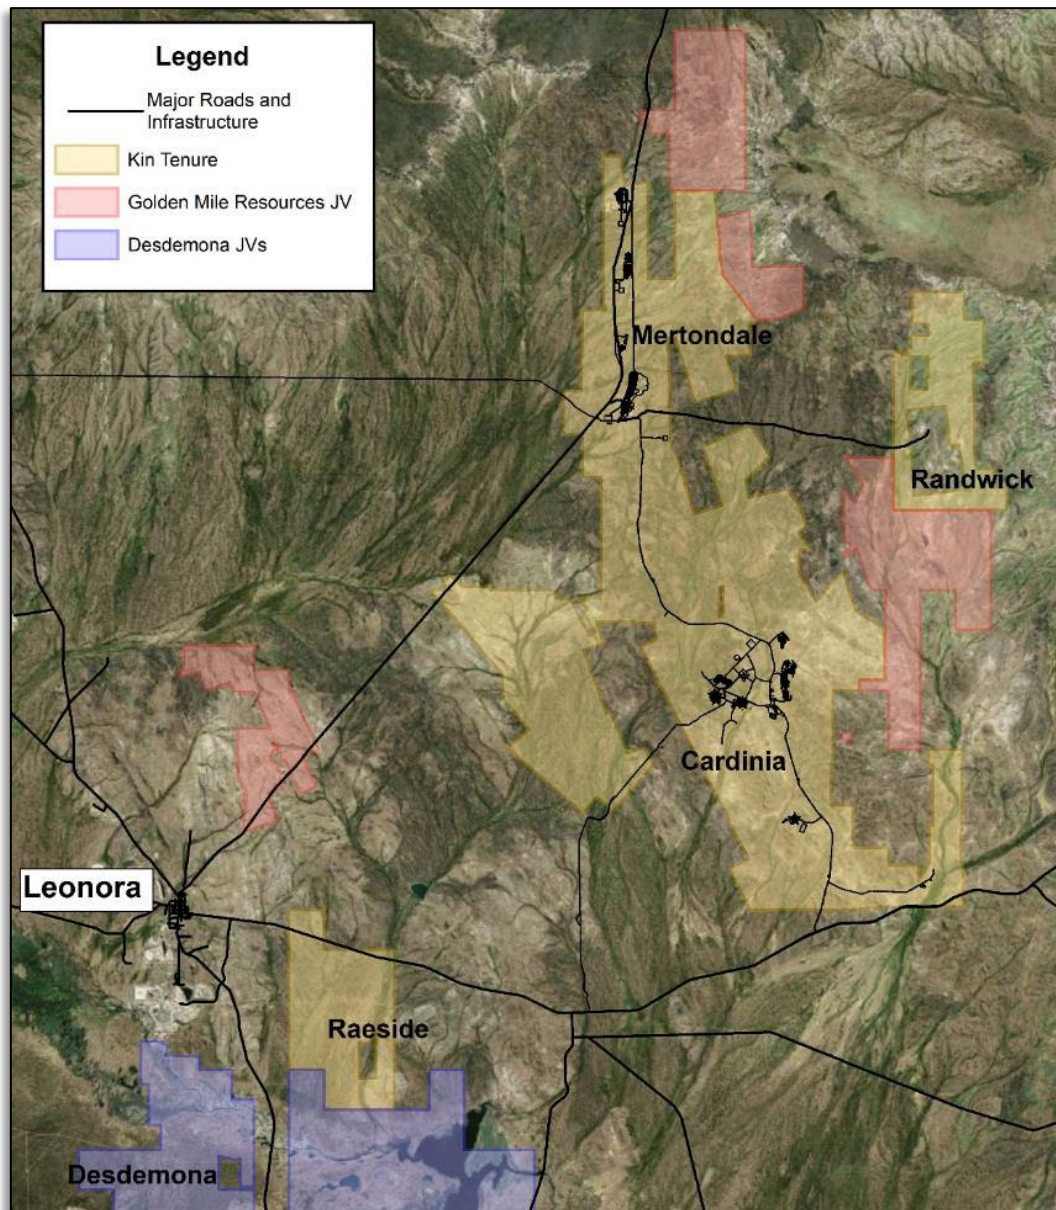 Legend
Major Roads and
Infrastructure
Kin Tenure
Golden Mile Resources JV
Desdemona JVs
Mertondale
Randwick
Cardinia
Leonora
Raeside
Desdemona